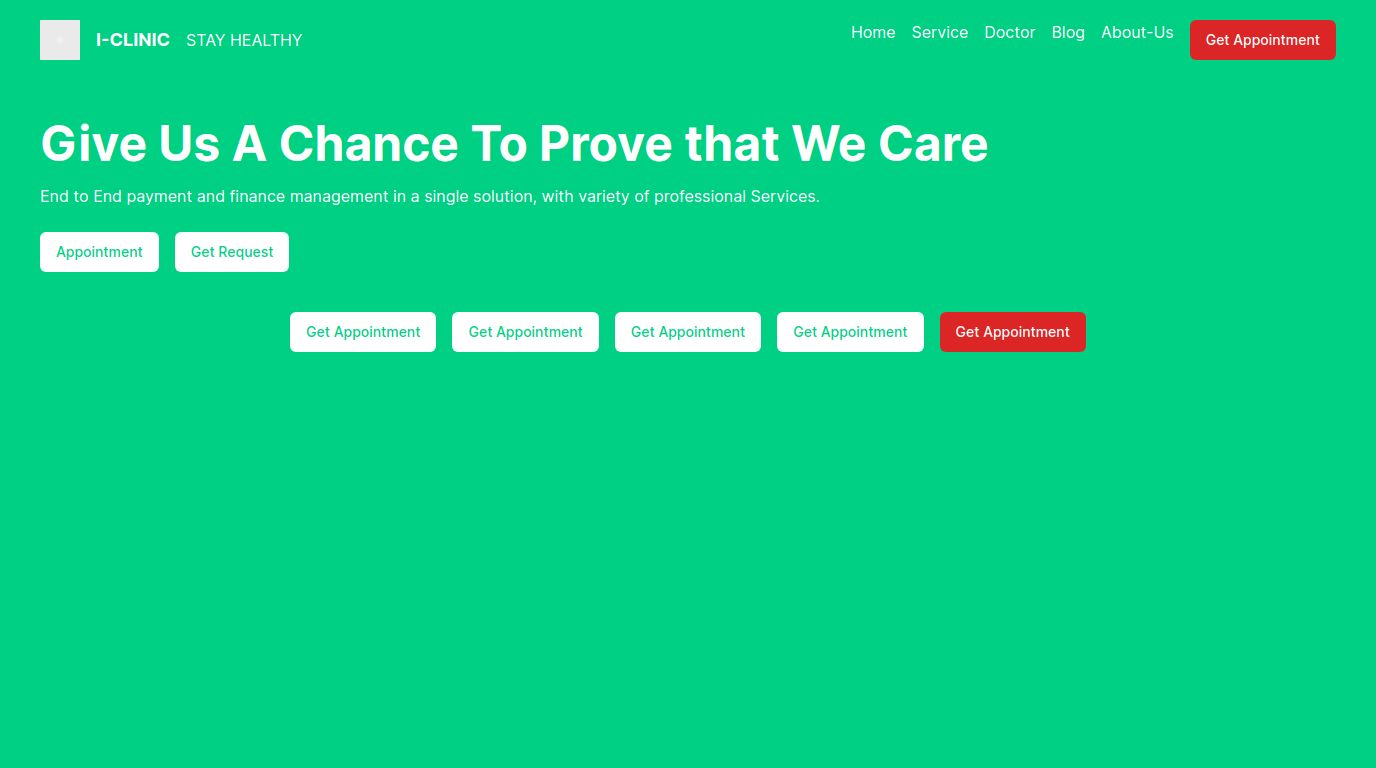 I-CLINIC STAY HEALTHY Home Service Doctor Blog About-Us Get Appointment
Give Us A Chance To Prove that We Care
End to End payment and finance management in a single solution, with variety of professional Services.
Appointment Get Request
Get Appointment Get Appointment Get Appointment Get Appointment Get Appointment